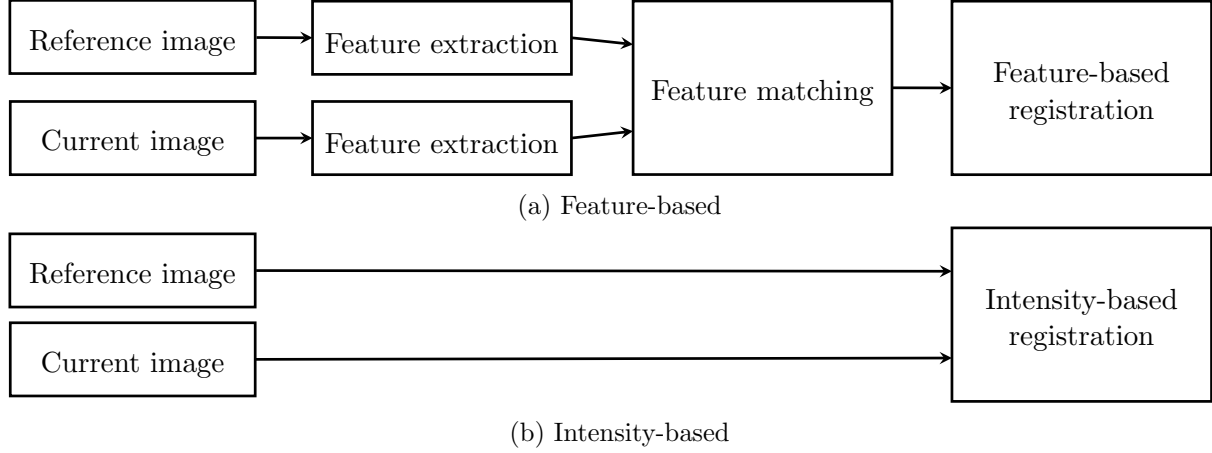 Reference image
Feature extraction
Current image
Feature extraction
Feature matching
Feature-based
registration
(a) Feature-based
Reference image
Current image
Intensity-based
registration
(b) Intensity-based